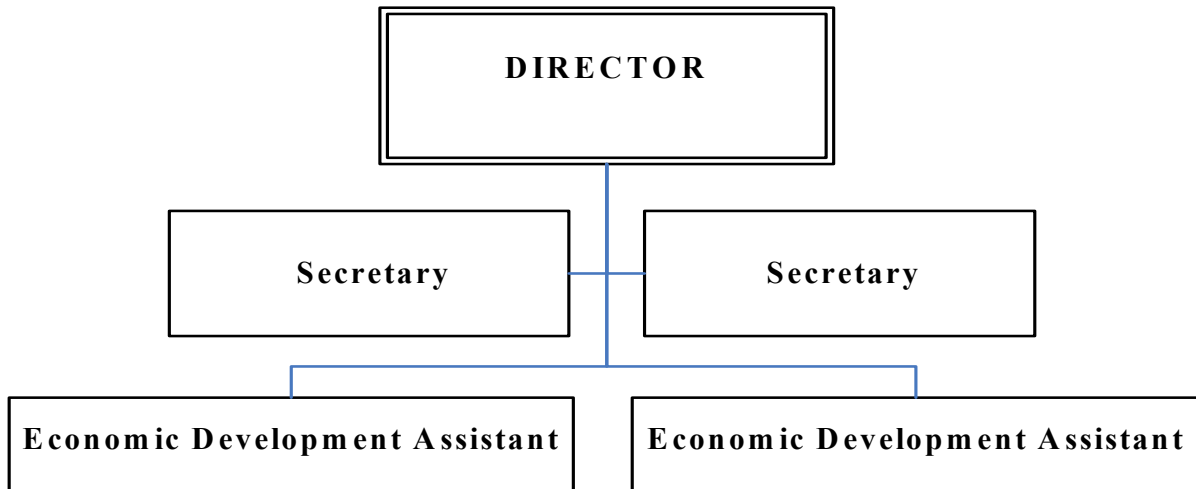 DIRECTOR
Secretary
Secretary
Economic Development Assistant
Economic Development Assistant